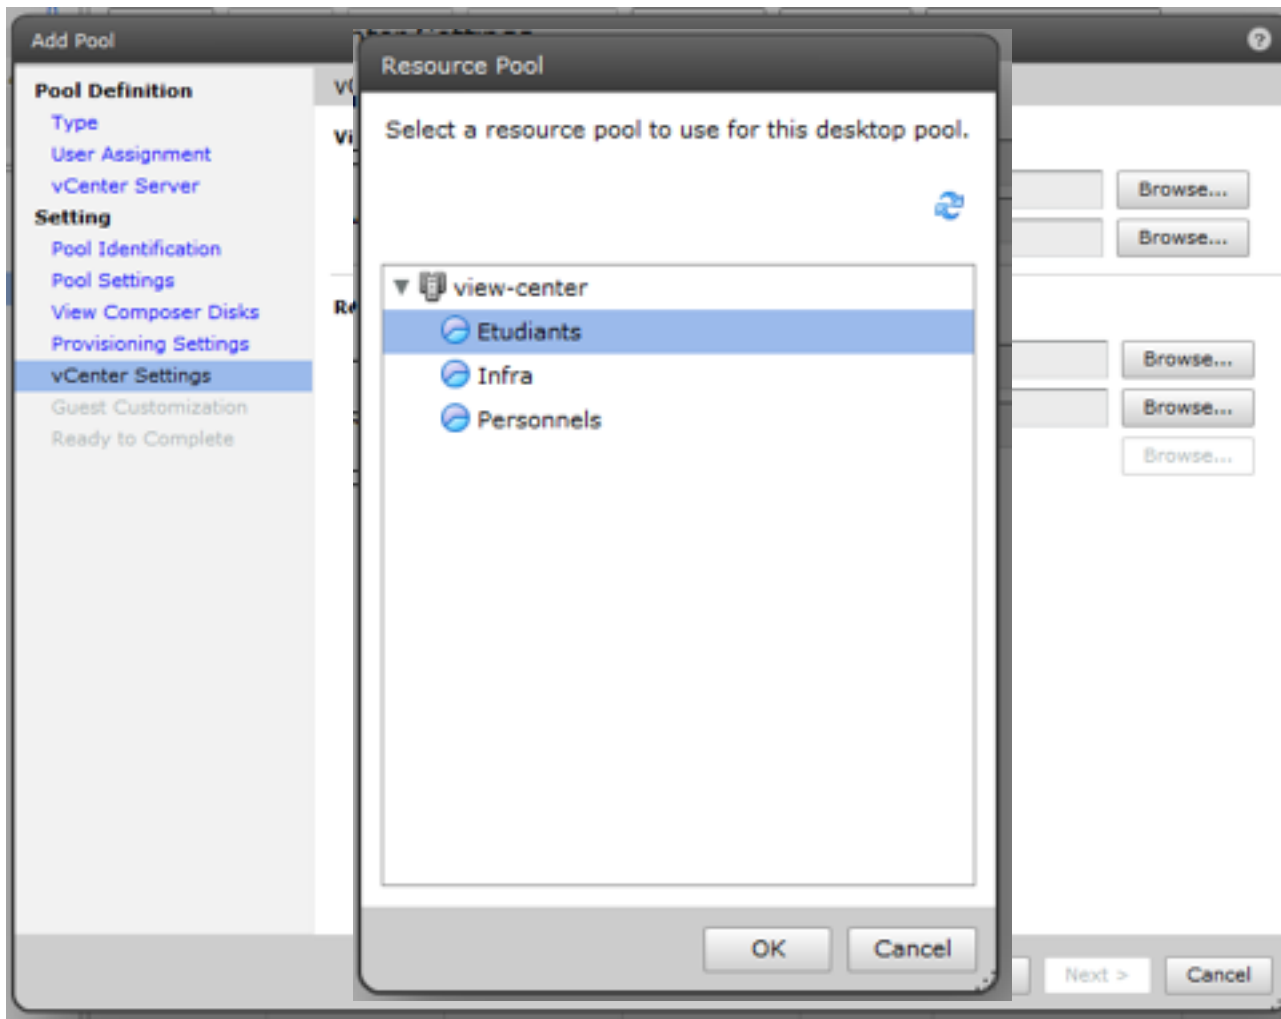 Add Pool
Pool Definition
Type
User Assignment
vCenter Server
Setting
Pool Identification
Pool Settings
View Composer Disks
Provisioning Settings
vCenter Settings
Guest Customization
Ready to Complete
Resource Pool
Select a resource pool to use for this desktop pool.
view-center
Etudiants
Infra
Personnels
OK
Cancel
Browse...
Browse...
Browse...
Browse...
Browse...
Next >
Cancel